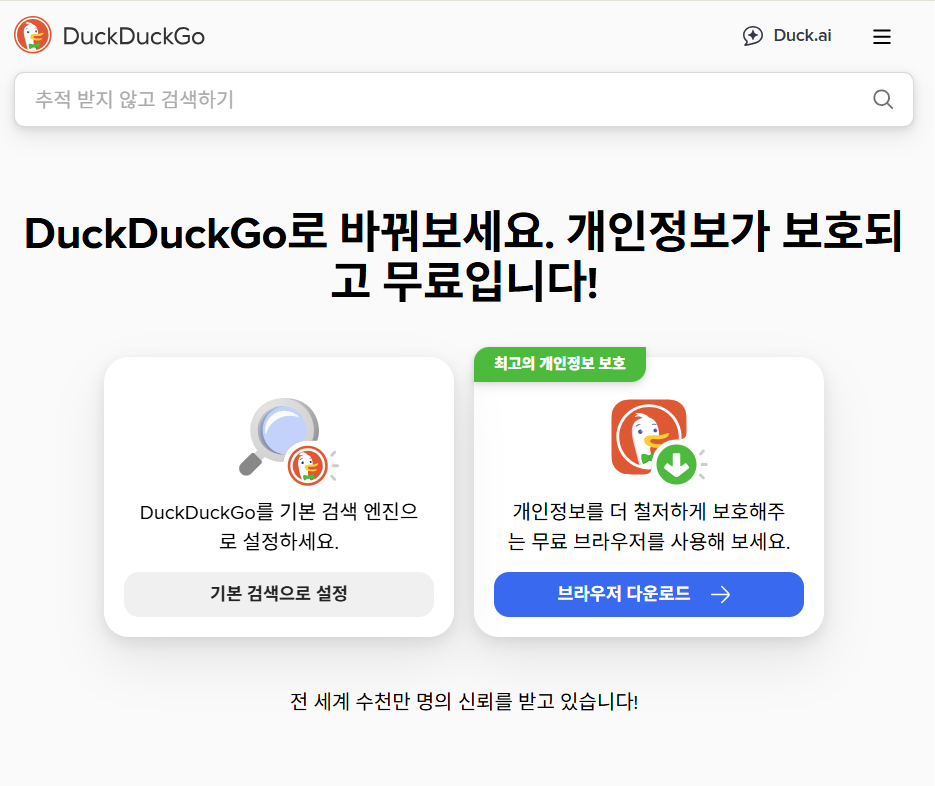 DuckDuckGo
Duck.ai
추적 받지 않고 검색하기
DuckDuckGo로 바꿔보세요. 개인정보가 보호되
고 무료입니다!
DuckDuckGo를 기본 검색 엔진으
로 설정하세요.
기본 검색으로 설정
최고의 개인정보 보호
개인정보를 더 철저하게 보호해주
는 무료 브라우저를 사용해 보세요.
브라우저 다운로드
전 세계 수천만 명의 신뢰를 받고 있습니다!